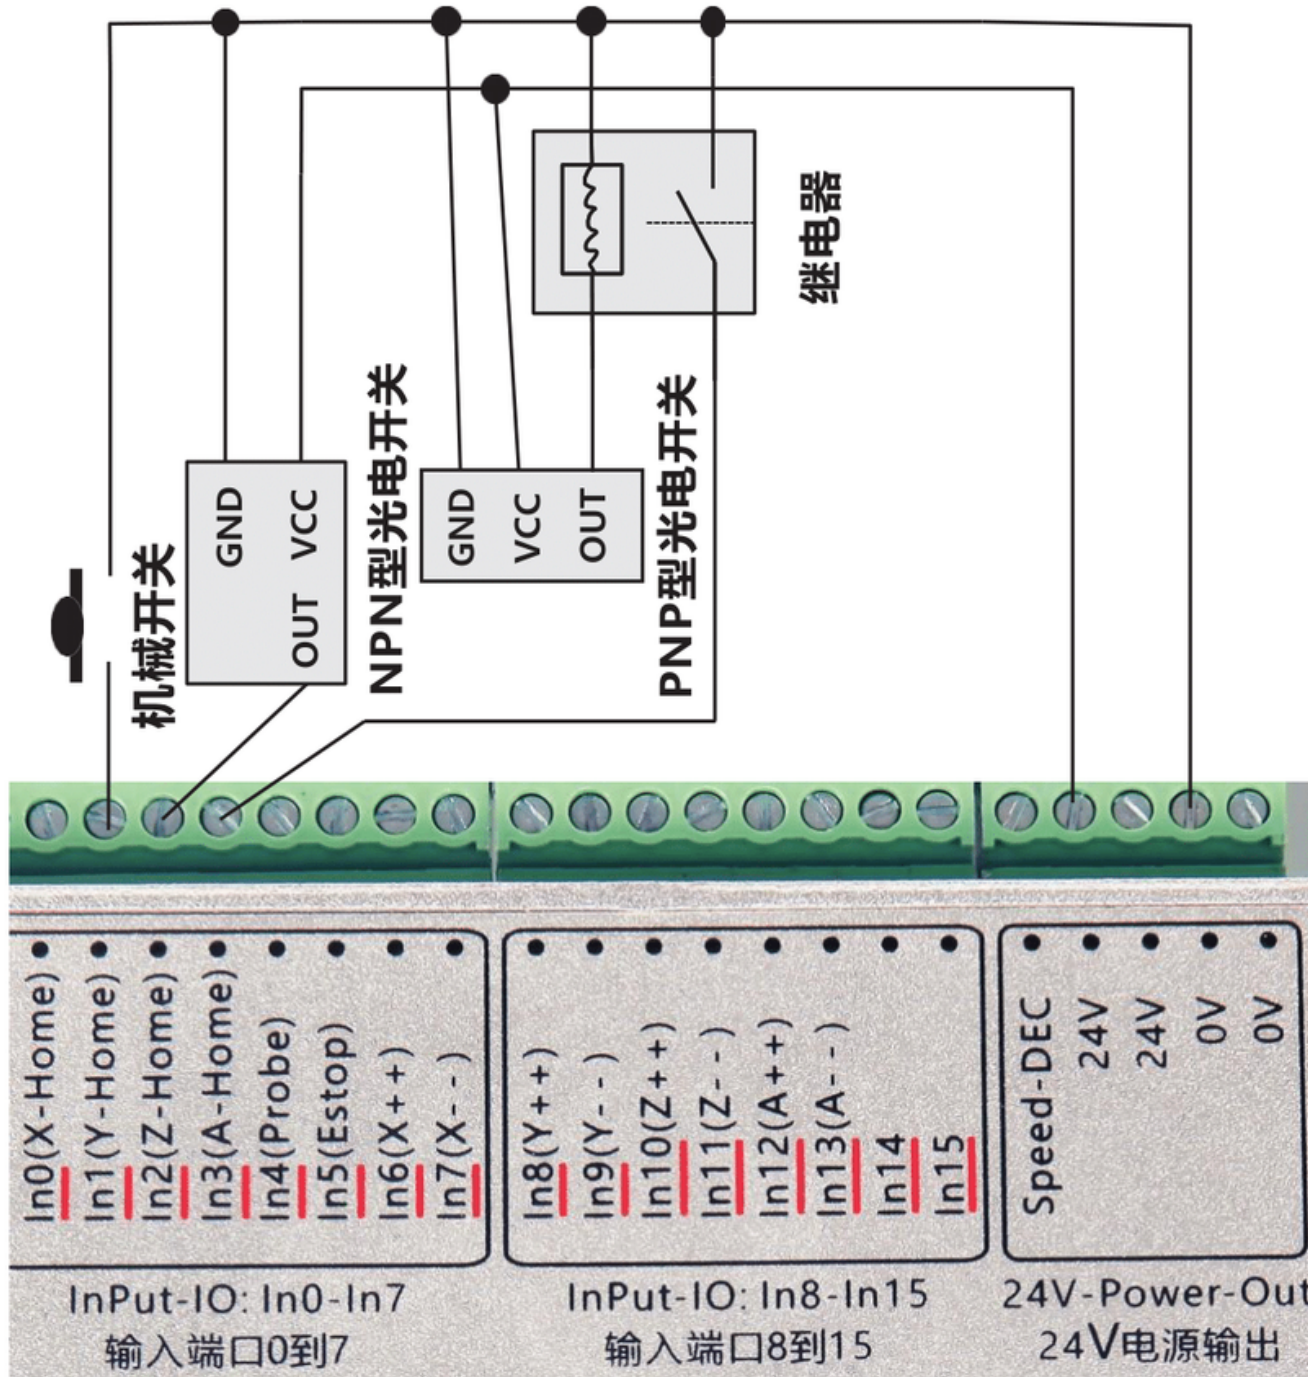 继电器
机械开关
GND
VCC
OUT
NPN型光电开关
GND
VCC
OUT
PNP型光电开关
In0(X-Home)
In1(Y-Home)
In2(Z-Home)
In3(A-Home)
In4(Probe)
In5(Estop)
In6(X++)
In7(X--)
In8(Y++)
In9(Y--)
In10(Z++)
In11(Z--)
In12(A++)
In13(A--)
In14
In15
Speed-DEC
24V
24V
0V
0V
InPut-IO: In0-In7
输入端口0到7
InPut-IO: In8-In15
输入端口8到15
24V-Power-Out
24V电源输出